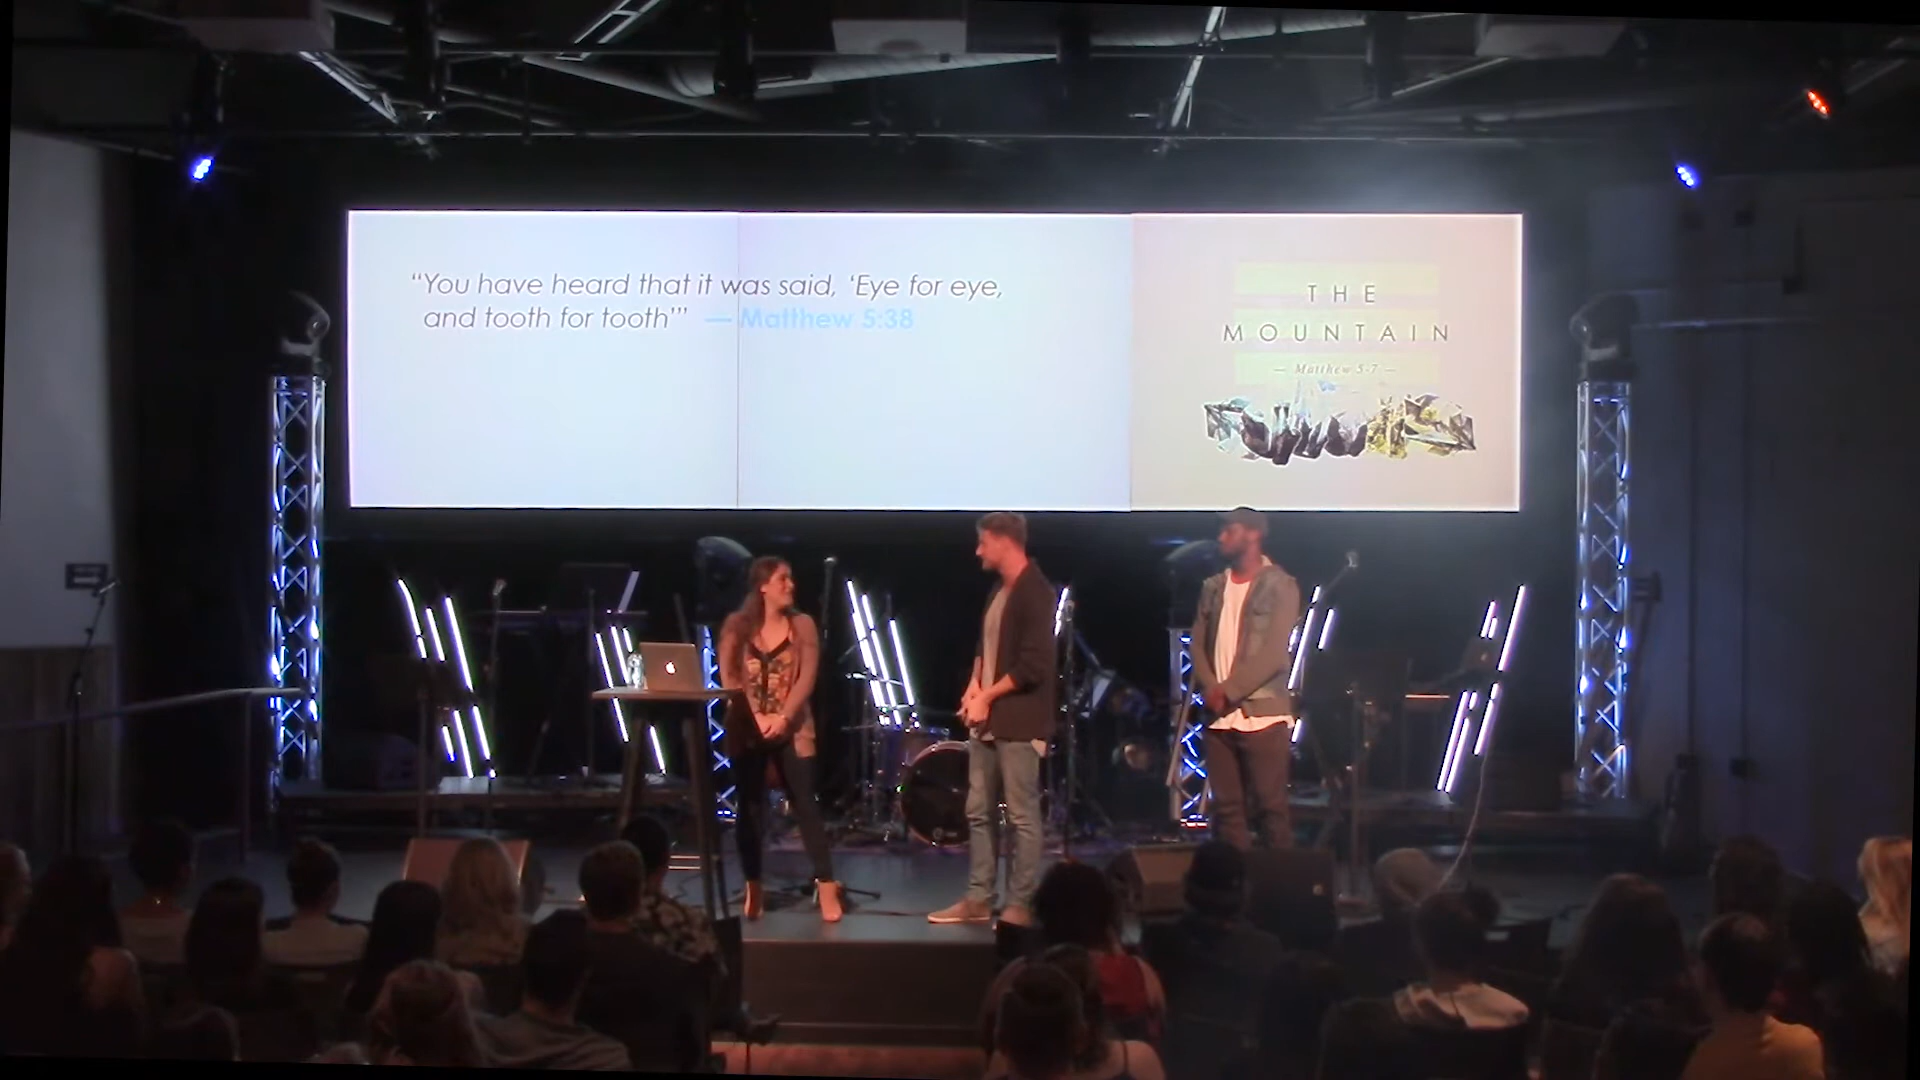 “You have heard that it was said, ‘Eye for eye,
and tooth for tooth’” — Matthew 5:38
THE
MOUNTAIN
— Matthew 5-7 —